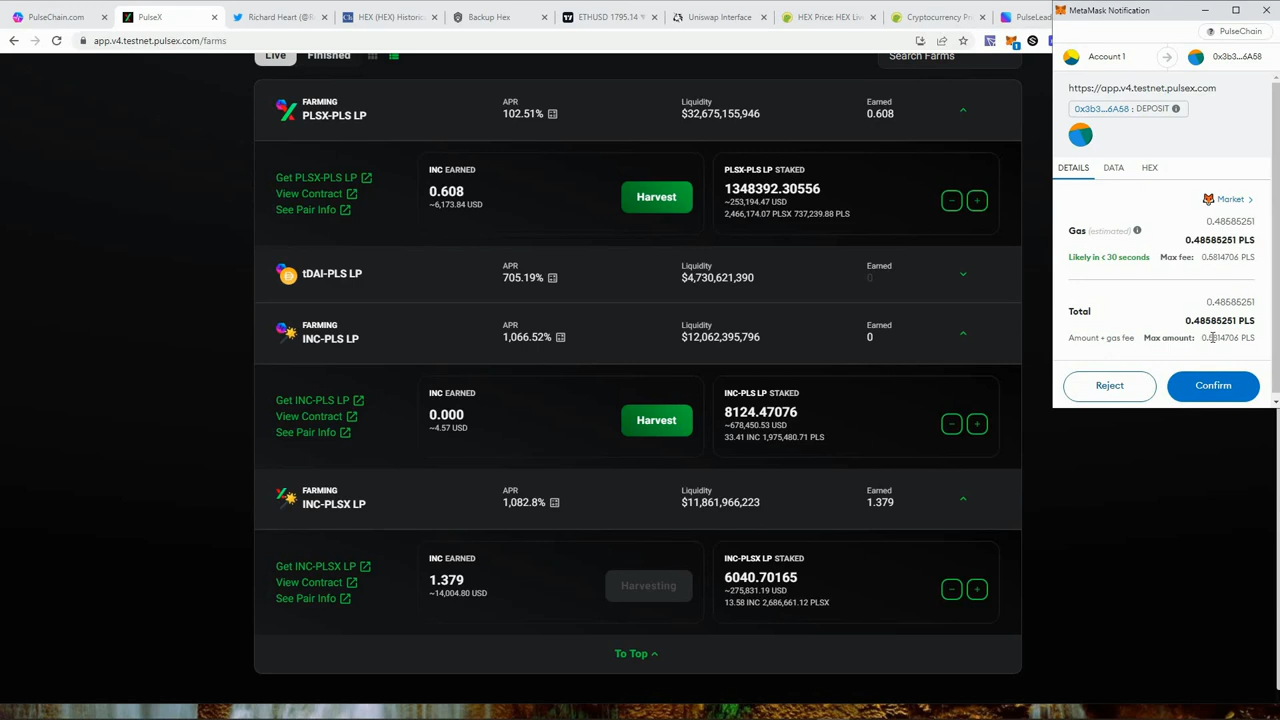 PulseChain.com
PulseX
Richard Heart (@R
HEX (HEX) Historic
Backup Hex
ETHUSD 1795.14
Uniswap Interface
HEX Price: HEX Live
Cryptocurrency Pr
PulseLead
app.v4.testnet.pulsex.com/farms
Live
Finished
Search Farms
FARMING
PLSX-PLS LP
APR
102.51%
Liquidity
$32,675,155,946
Earned
0.608
Get PLSX-PLS LP
View Contract
See Pair Info
INC EARNED
0.608
~6,173.84 USD
Harvest
PLSX-PLS LP STAKED
1348392.30556
~253,194.47 USD
2,466,174.07 PLSX 737,239.88 PLS
tDAI-PLS LP
APR
705.19%
Liquidity
$4,730,621,390
Earned
0
FARMING
INC-PLS LP
APR
1,066.52%
Liquidity
$12,062,395,796
Earned
0
Get INC-PLS LP
View Contract
See Pair Info
INC EARNED
0.000
~4.57 USD
Harvest
INC-PLS LP STAKED
8124.47076
~678,450.53 USD
33.41 INC 1,975,480.71 PLS
FARMING
INC-PLSX LP
APR
1,082.8%
Liquidity
$11,861,966,223
Earned
1.379
Get INC-PLSX LP
View Contract
See Pair Info
INC EARNED
1.379
~14,004.80 USD
Harvesting
INC-PLSX LP STAKED
6040.70165
~275,831.19 USD
13.58 INC 2,686,661.12 PLSX
To Top
MetaMask Notification
PulseChain
Account 1
0x3b3...6A58
https://app.v4.testnet.pulsex.com
0x3b3...6A58 : DEPOSIT
DETAILS
DATA
HEX
Market >
0.48585251
Gas (estimated)
0.48585251 PLS
Likely in < 30 seconds
Max fee: 0.5814706 PLS
0.48585251
Total
0.48585251 PLS
Amount + gas fee
Max amount: 0.5814706 PLS
Reject
Confirm